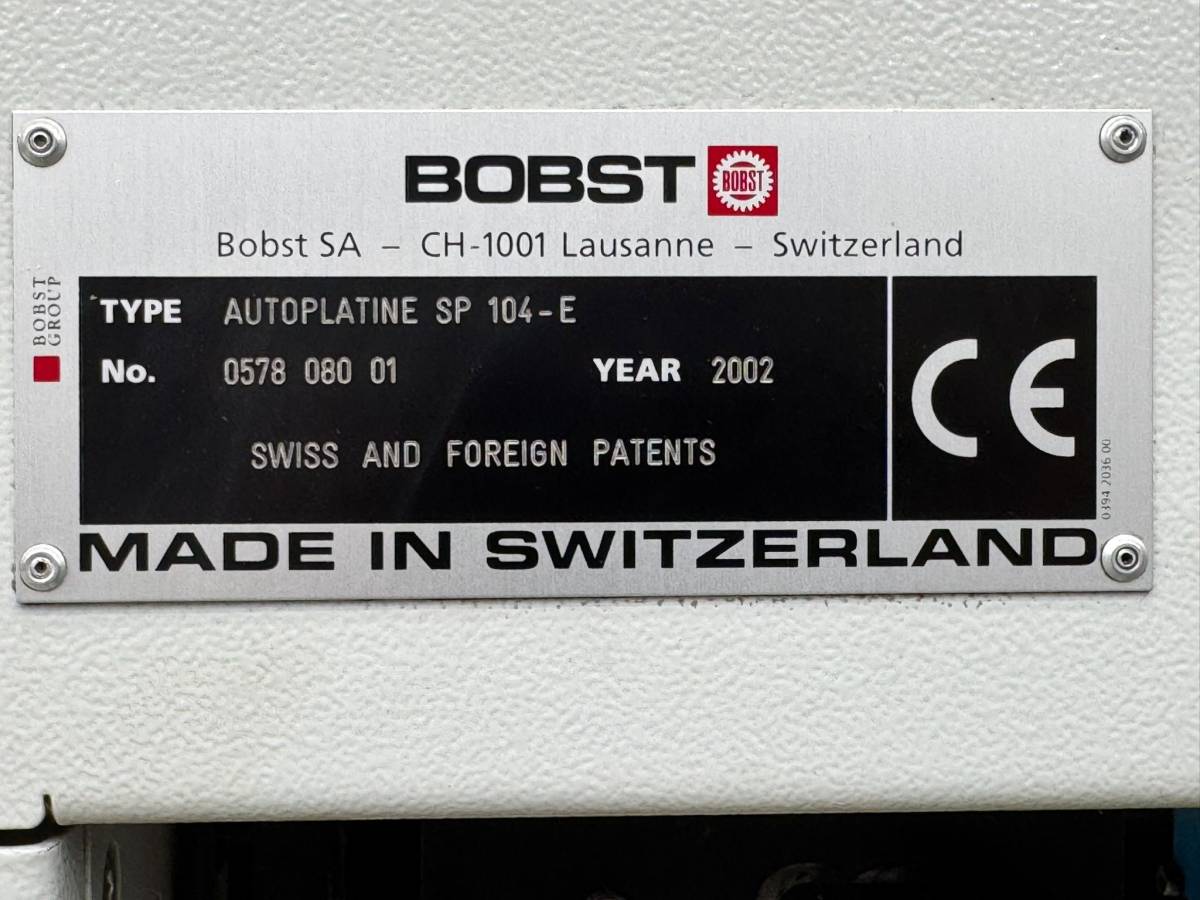 BOBST
BOBST
Bobst SA – CH-1001 Lausanne – Switzerland
BOBST
GROUP
TYPE AUTOPLATINE SP 104-E
No. 0578 080 01 YEAR 2002
SWISS AND FOREIGN PATENTS
CE
0394 2036 00
MADE IN SWITZERLAND